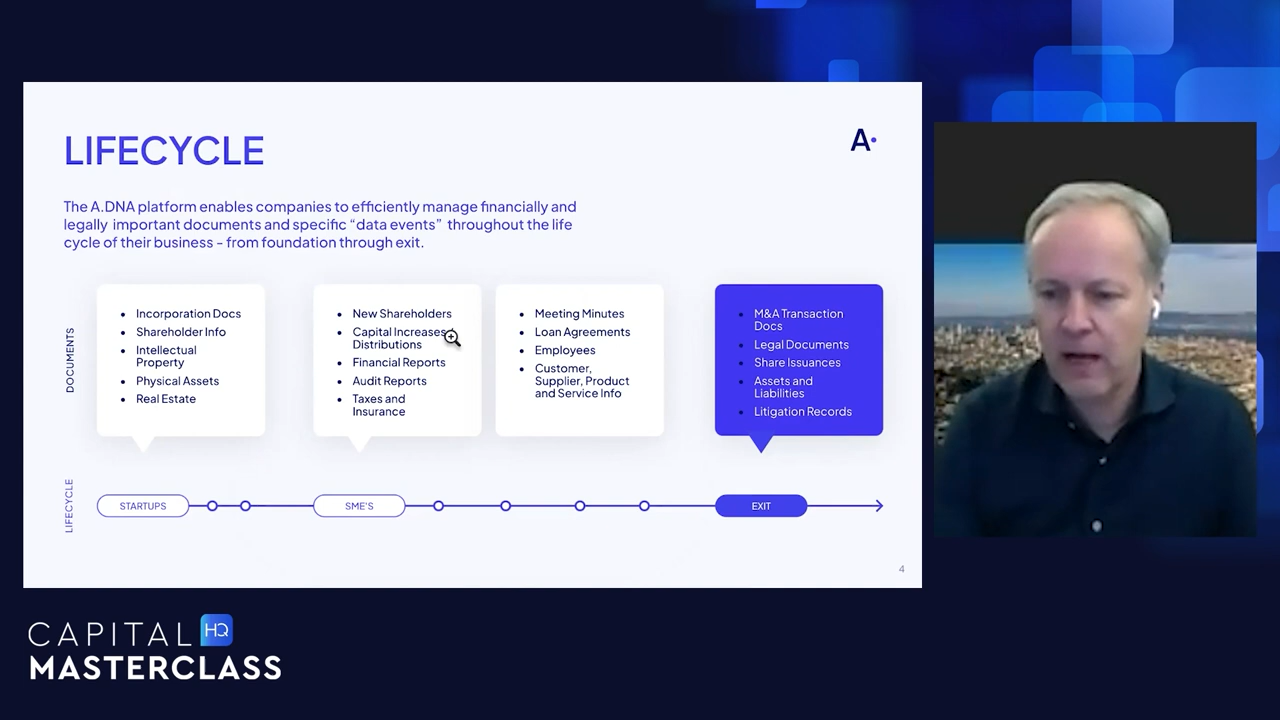 LIFECYCLE
A
The A.DNA platform enables companies to efficiently manage financially and
legally important documents and specific “data events” throughout the life
cycle of their business - from foundation through exit.
DOCUMENTS
Incorporation Docs
Shareholder Info
Intellectual
Property
Physical Assets
Real Estate
New Shareholders
Capital Increases
Distributions
Financial Reports
Audit Reports
Taxes and
Insurance
Meeting Minutes
Loan Agreements
Employees
Customer,
Supplier, Product
and Service Info
M&A Transaction
Docs
Legal Documents
Share Issuances
Assets and
Liabilities
Litigation Records
LIFECYCLE
STARTUPS
SME'S
EXIT
4
CAPITAL HQ
MASTERCLASS